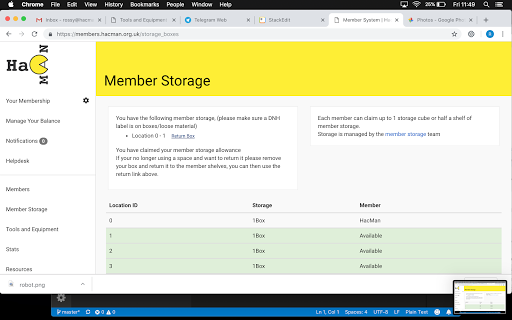 Chrome File Edit View History Bookmarks People Window Help 26% Fri 11:49
Inbox - rossy@hacm Tools and Equipment Telegram Web StackEdit Member System | Ha Photos - Google Pho
https://members.hacman.org.uk/storage_boxes
Hac
MAN
Member Storage
Your Membership
Manage Your Balance
Notifications 6
Helpdesk
Members
Member Storage
Tools and Equipment
Stats
Resources
You have the following member storage, (please make sure a DNH
label is on boxes/loose material)
• Location 0 - 1 Return Box
You have claimed your member storage allowance
If your no longer using a space and want to return it please remove
your box and return it to the member shelves, you can then use the
return link above.
Each member can claim up to 1 storage cube or half a shelf of
member storage.
Storage is managed by the member storage team
Location ID Storage Member
0 1Box HacMan
1 1Box Available
2 1Box Available
3 1Box Available
robot.png
master* 0 0 Ln 1, Col 1 Spaces: 4 UTF-8 LF Plain Text